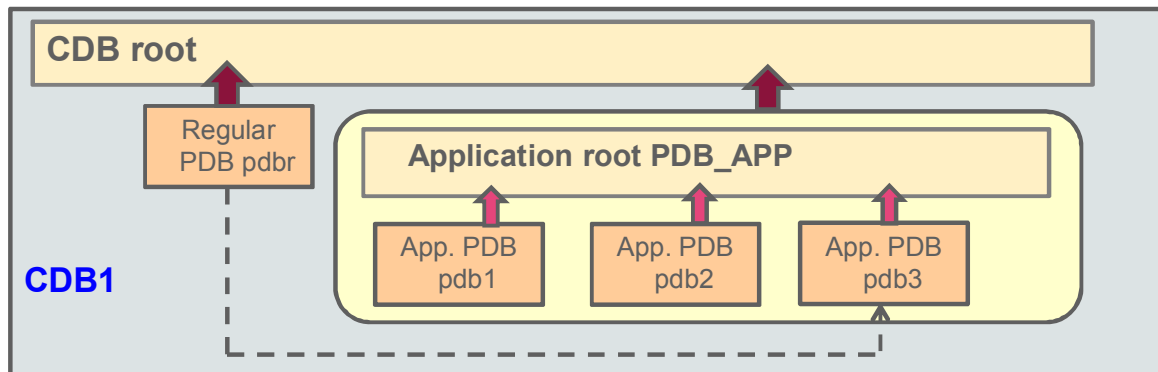 CDB root
Regular
PDB pdbr
Application root PDB_APP
App. PDB
pdb1
App. PDB
pdb2
App. PDB
pdb3
CDB1